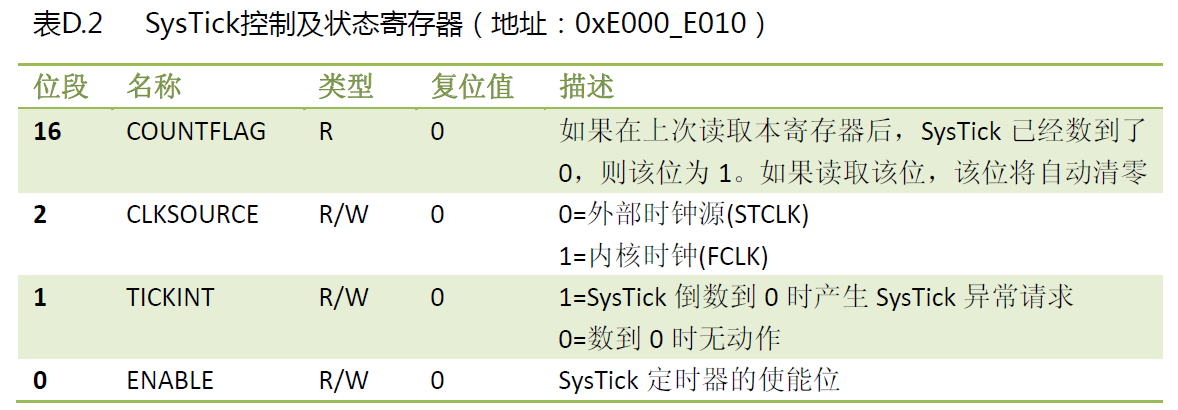 表D.2 SysTick控制及状态寄存器（地址：0xE000_E010）
位段 名称 类型 复位值 描述
16 COUNTFLAG R 0 如果在上次读取本寄存器后，SysTick 已经数到了
0，则该位为 1。如果读取该位，该位将自动清零
2 CLKSOURCE R/W 0 0=外部时钟源(STCLK)
1=内核时钟(FCLK)
1 TICKINT R/W 0 1=SysTick 倒数到 0 时产生 SysTick 异常请求
0=数到 0 时无动作
0 ENABLE R/W 0 SysTick 定时器的使能位